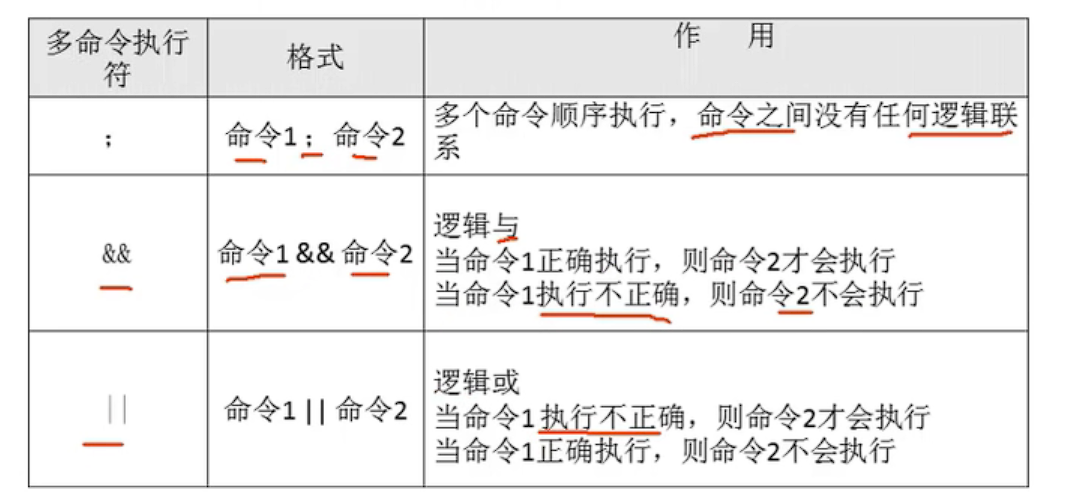 多命令执行
符
格式
作 用
;
命令1 ; 命令2
多个命令顺序执行，命令之间没有任何逻辑联
系
&&
命令1 && 命令2
逻辑与
当命令1正确执行，则命令2才会执行
当命令1执行不正确，则命令2不会执行
||
命令1 || 命令2
逻辑或
当命令1执行不正确，则命令2才会执行
当命令1正确执行，则命令2不会执行